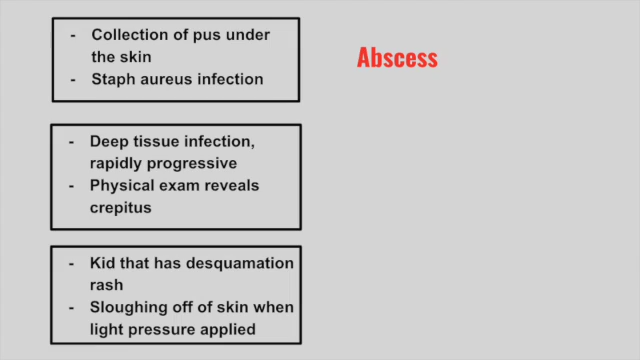 - Collection of pus under
the skin
- Staph aureus infection
Abscess
- Deep tissue infection,
rapidly progressive
- Physical exam reveals
crepitus
- Kid that has desquamation
rash
- Sloughing off of skin when
light pressure applied